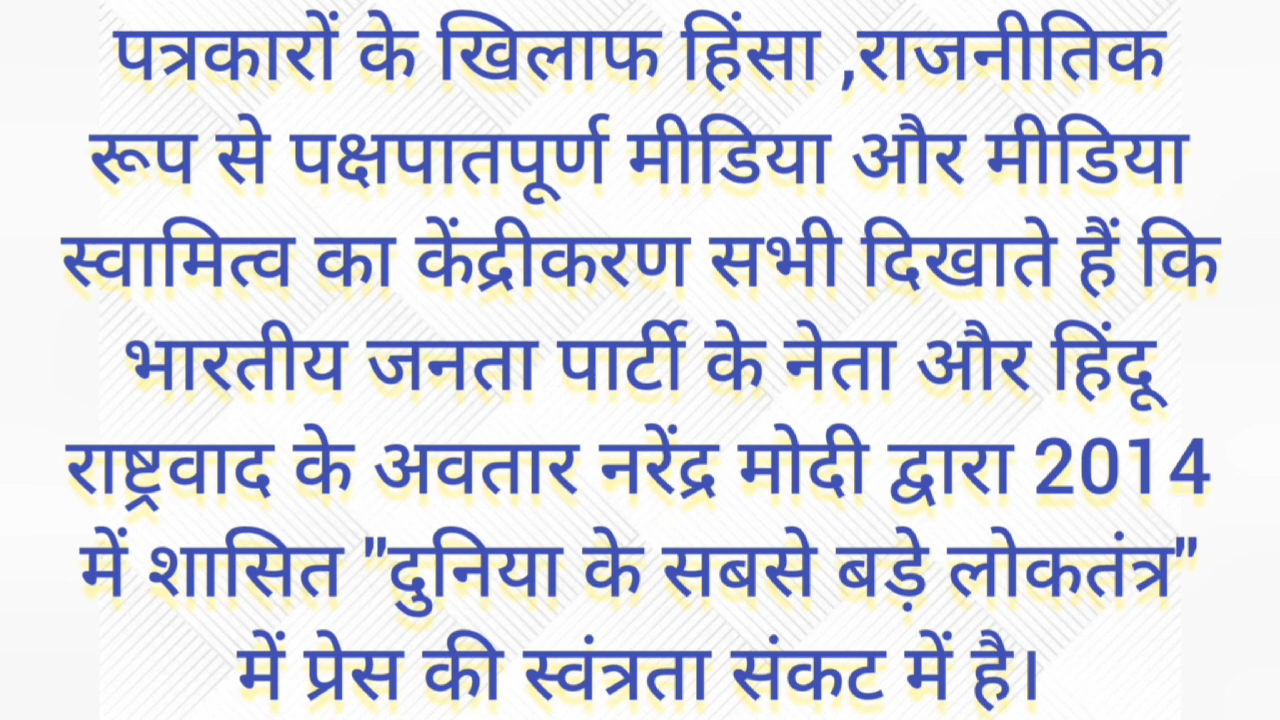 पत्रकारों के खिलाफ हिंसा ,राजनीतिक
रूप से पक्षपातपूर्ण मीडिया और मीडिया
स्वामित्व का केंद्रीकरण सभी दिखाते हैं कि
भारतीय जनता पार्टी के नेता और हिंदू
राष्ट्रवाद के अवतार नरेंद्र मोदी द्वारा 2014
में शासित "दुनिया के सबसे बड़े लोकतंत्र"
में प्रेस की स्वंत्रता संकट में है।